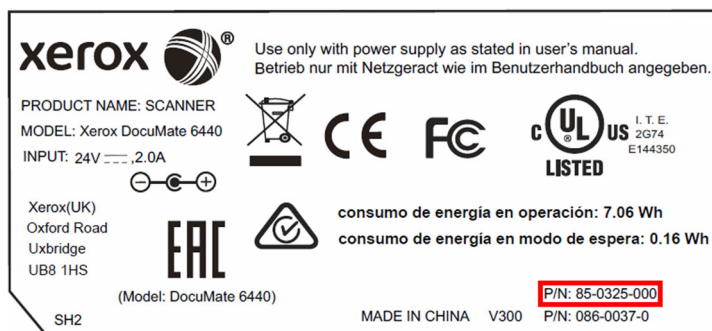 xerox ®
Use only with power supply as stated in user's manual.
Betrieb nur mit Netzgeract wie im Benutzerhandbuch angegeben.
PRODUCT NAME: SCANNER
MODEL: Xerox DocuMate 6440
INPUT: 24V ⎓ ,2.0A
CE
FC
C UL US ®
LISTED
I. T. E.
2G74
E144350
Xerox(UK)
Oxford Road
Uxbridge
UB8 1HS
EAC
(Model: DocuMate 6440)
consumo de energía en operación: 7.06 Wh
consumo de energía en modo de espera: 0.16 Wh
P/N: 85-0325-000
SH2
MADE IN CHINA V300 P/N: 086-0037-0